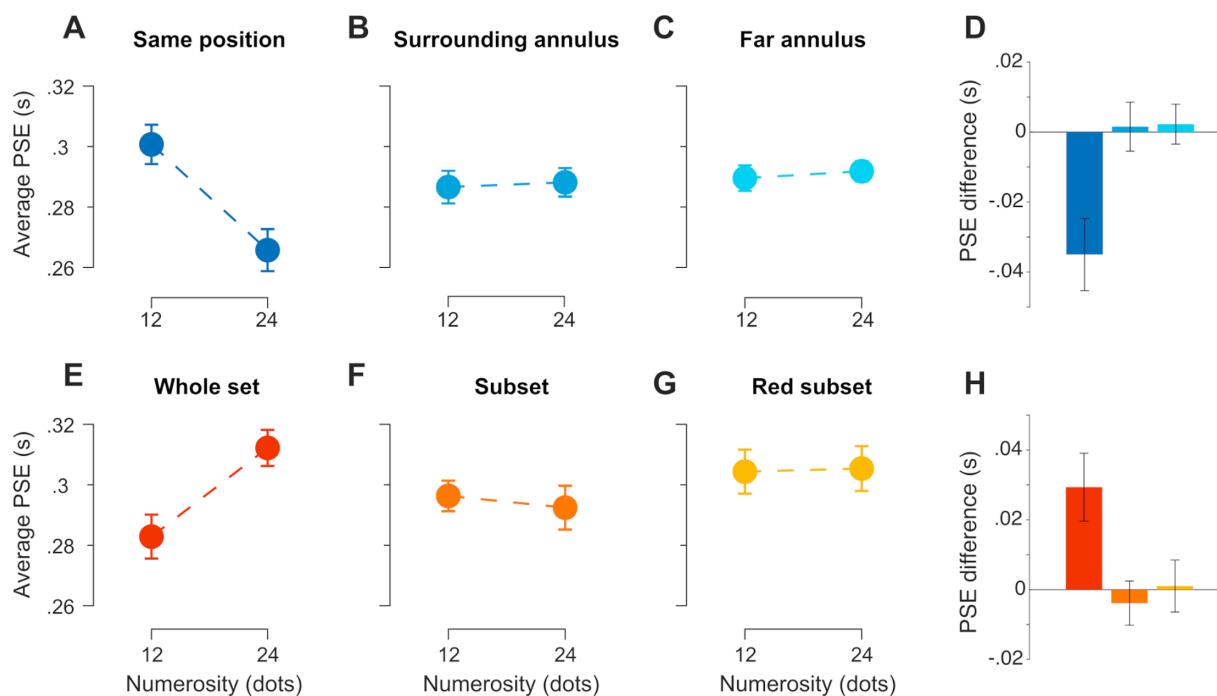 A Same position
B Surrounding annulus
C Far annulus
D
Average PSE (s)
.32
.3
.28
.26
12 24
12 24
12 24
PSE difference (s)
.02
0
-.02
-.04
E Whole set
F Subset
G Red subset
H
Average PSE (s)
.32
.3
.28
.26
12 24
Numerosity (dots)
12 24
Numerosity (dots)
12 24
Numerosity (dots)
PSE difference (s)
0.04
0.02
0
-.02